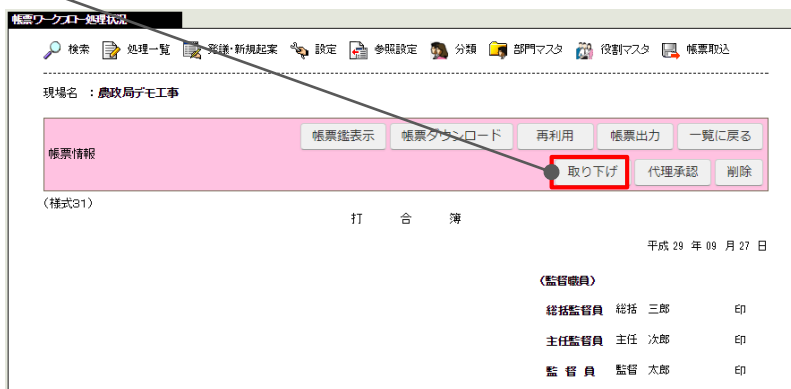 帳票ワークフロー処理状況
検索 処理一覧 発議・新規起案 設定 参照設定 分類 部門マスタ 役割マスタ 帳票取込
現場名 ：農政局デモ工事
帳票情報
帳票鑑表示 帳票ダウンロード 再利用 帳票出力 一覧に戻る
取り下げ 代理承認 削除
(様式31)
打 合 簿
平成 29 年 09 月 27 日
(監督職員)
総括監督員 総括 三郎 印
主任監督員 主任 次郎 印
監 督 員 監督 太郎 印